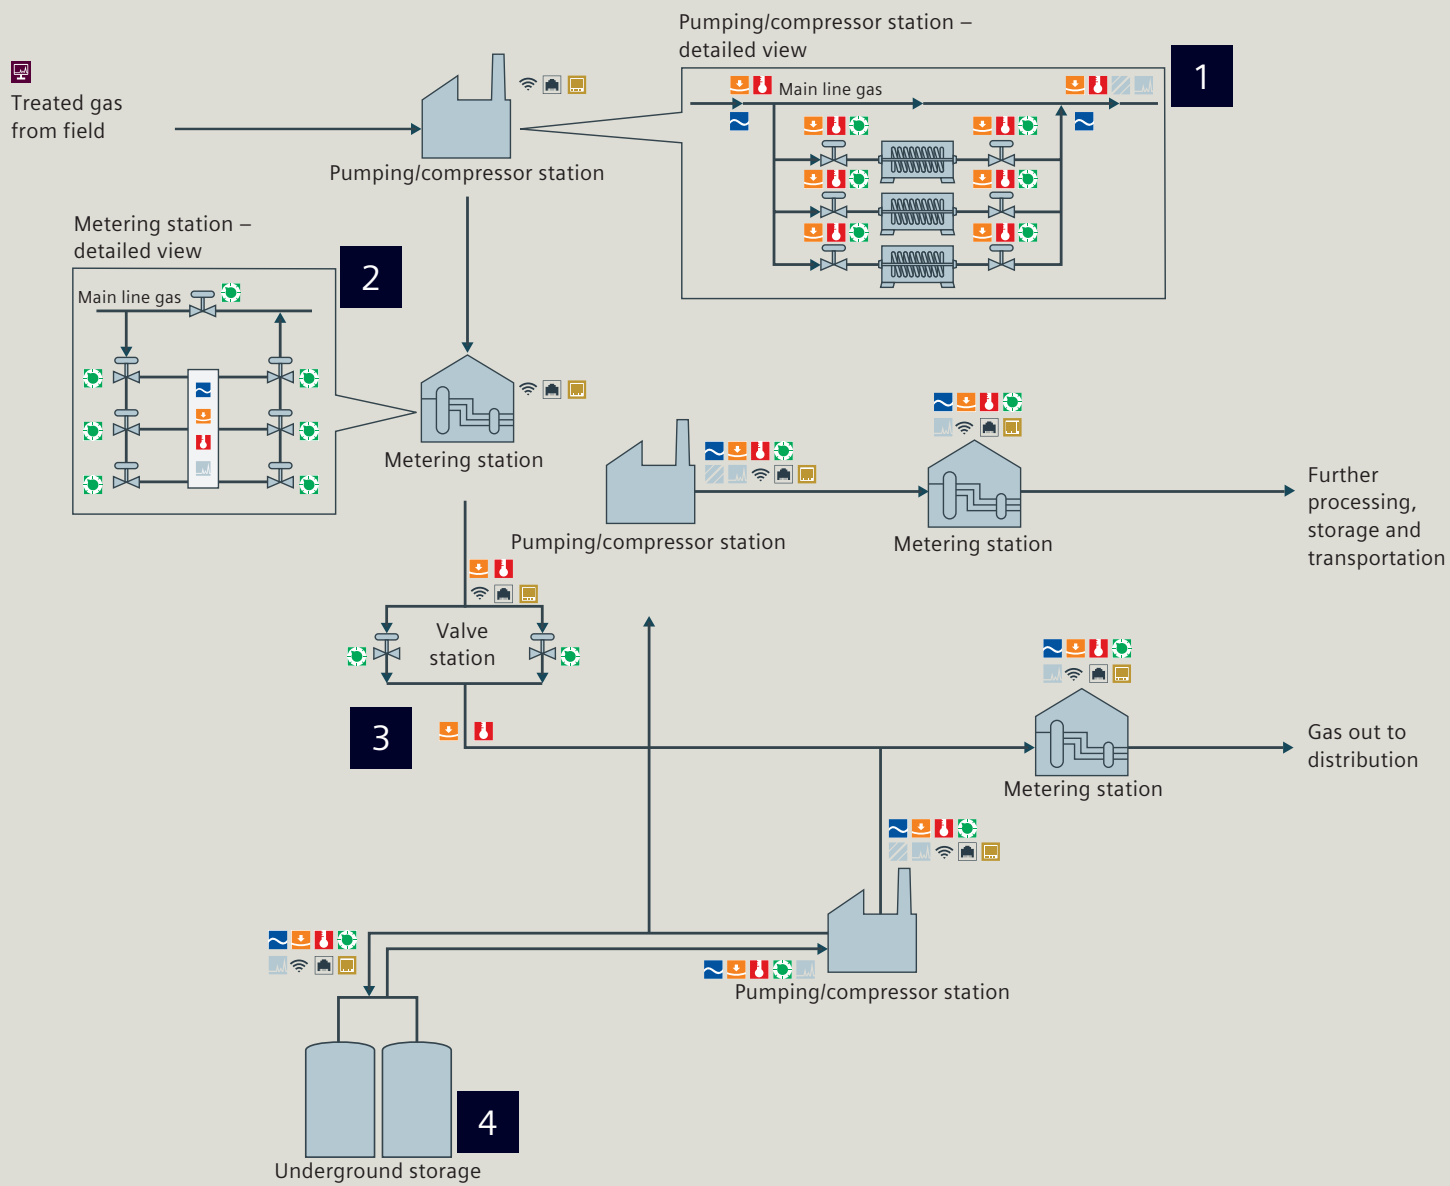 Pumping/compressor station –
detailed view
1
Treated gas
from field
Main line gas
Pumping/compressor station
Metering station –
detailed view
2
Main line gas
Metering station
Pumping/compressor station
Metering station
Further
processing,
storage and
transportation
Valve
station
3
Metering station
Gas out to
distribution
Pumping/compressor station
4
Underground storage